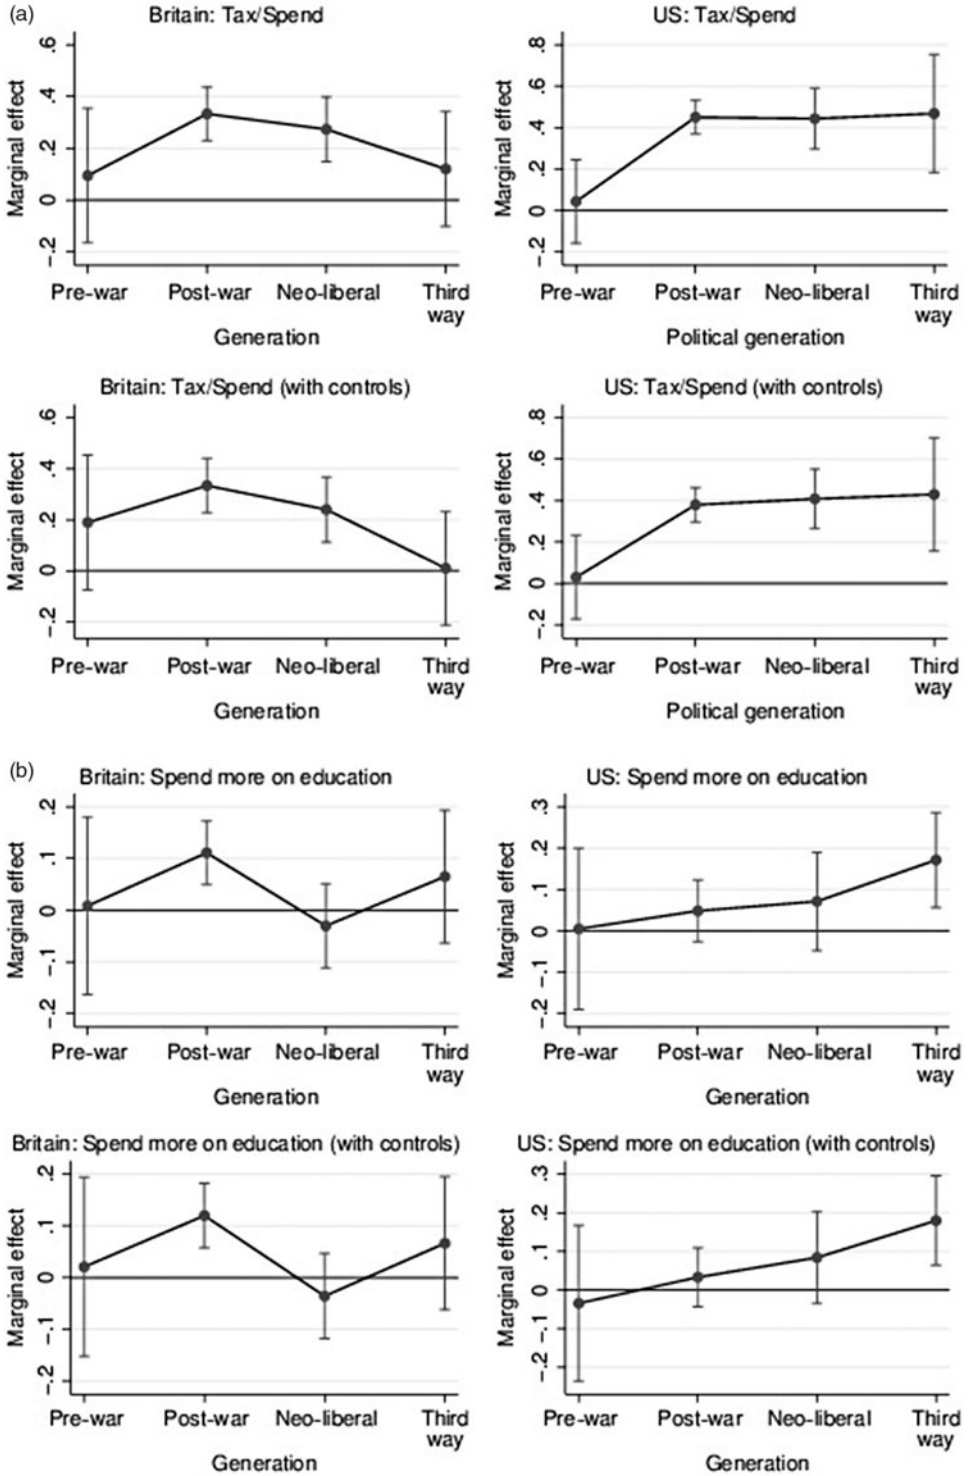 (a)
Britain: Tax/Spend
Marginal effect
.6
.4
.2
0
-.2
Pre-war Post-war Neo-liberal Third way
Generation
US: Tax/Spend
Marginal effect
.8
.6
.4
.2
0
-.2
Pre-war Post-war Neo-liberal Third way
Political generation
Britain: Tax/Spend (with controls)
Marginal effect
.6
.4
.2
0
-.2
Pre-war Post-war Neo-liberal Third way
Generation
US: Tax/Spend (with controls)
Marginal effect
.8
.6
.4
.2
0
-.2
Pre-war Post-war Neo-liberal Third way
Political generation
(b)
Britain: Spend more on education
Marginal effect
.2
.1
0
-.1
-.2
Pre-war Post-war Neo-liberal Third way
Generation
US: Spend more on education
Marginal effect
.3
.2
.1
0
-.1
-.2
Pre-war Post-war Neo-liberal Third way
Generation
Britain: Spend more on education (with controls)
Marginal effect
.2
.1
0
-.1
-.2
Pre-war Post-war Neo-liberal Third way
Generation
US: Spend more on education (with controls)
Marginal effect
.3
.2
.1
0
-.1
-.2
Pre-war Post-war Neo-liberal Third way
Generation